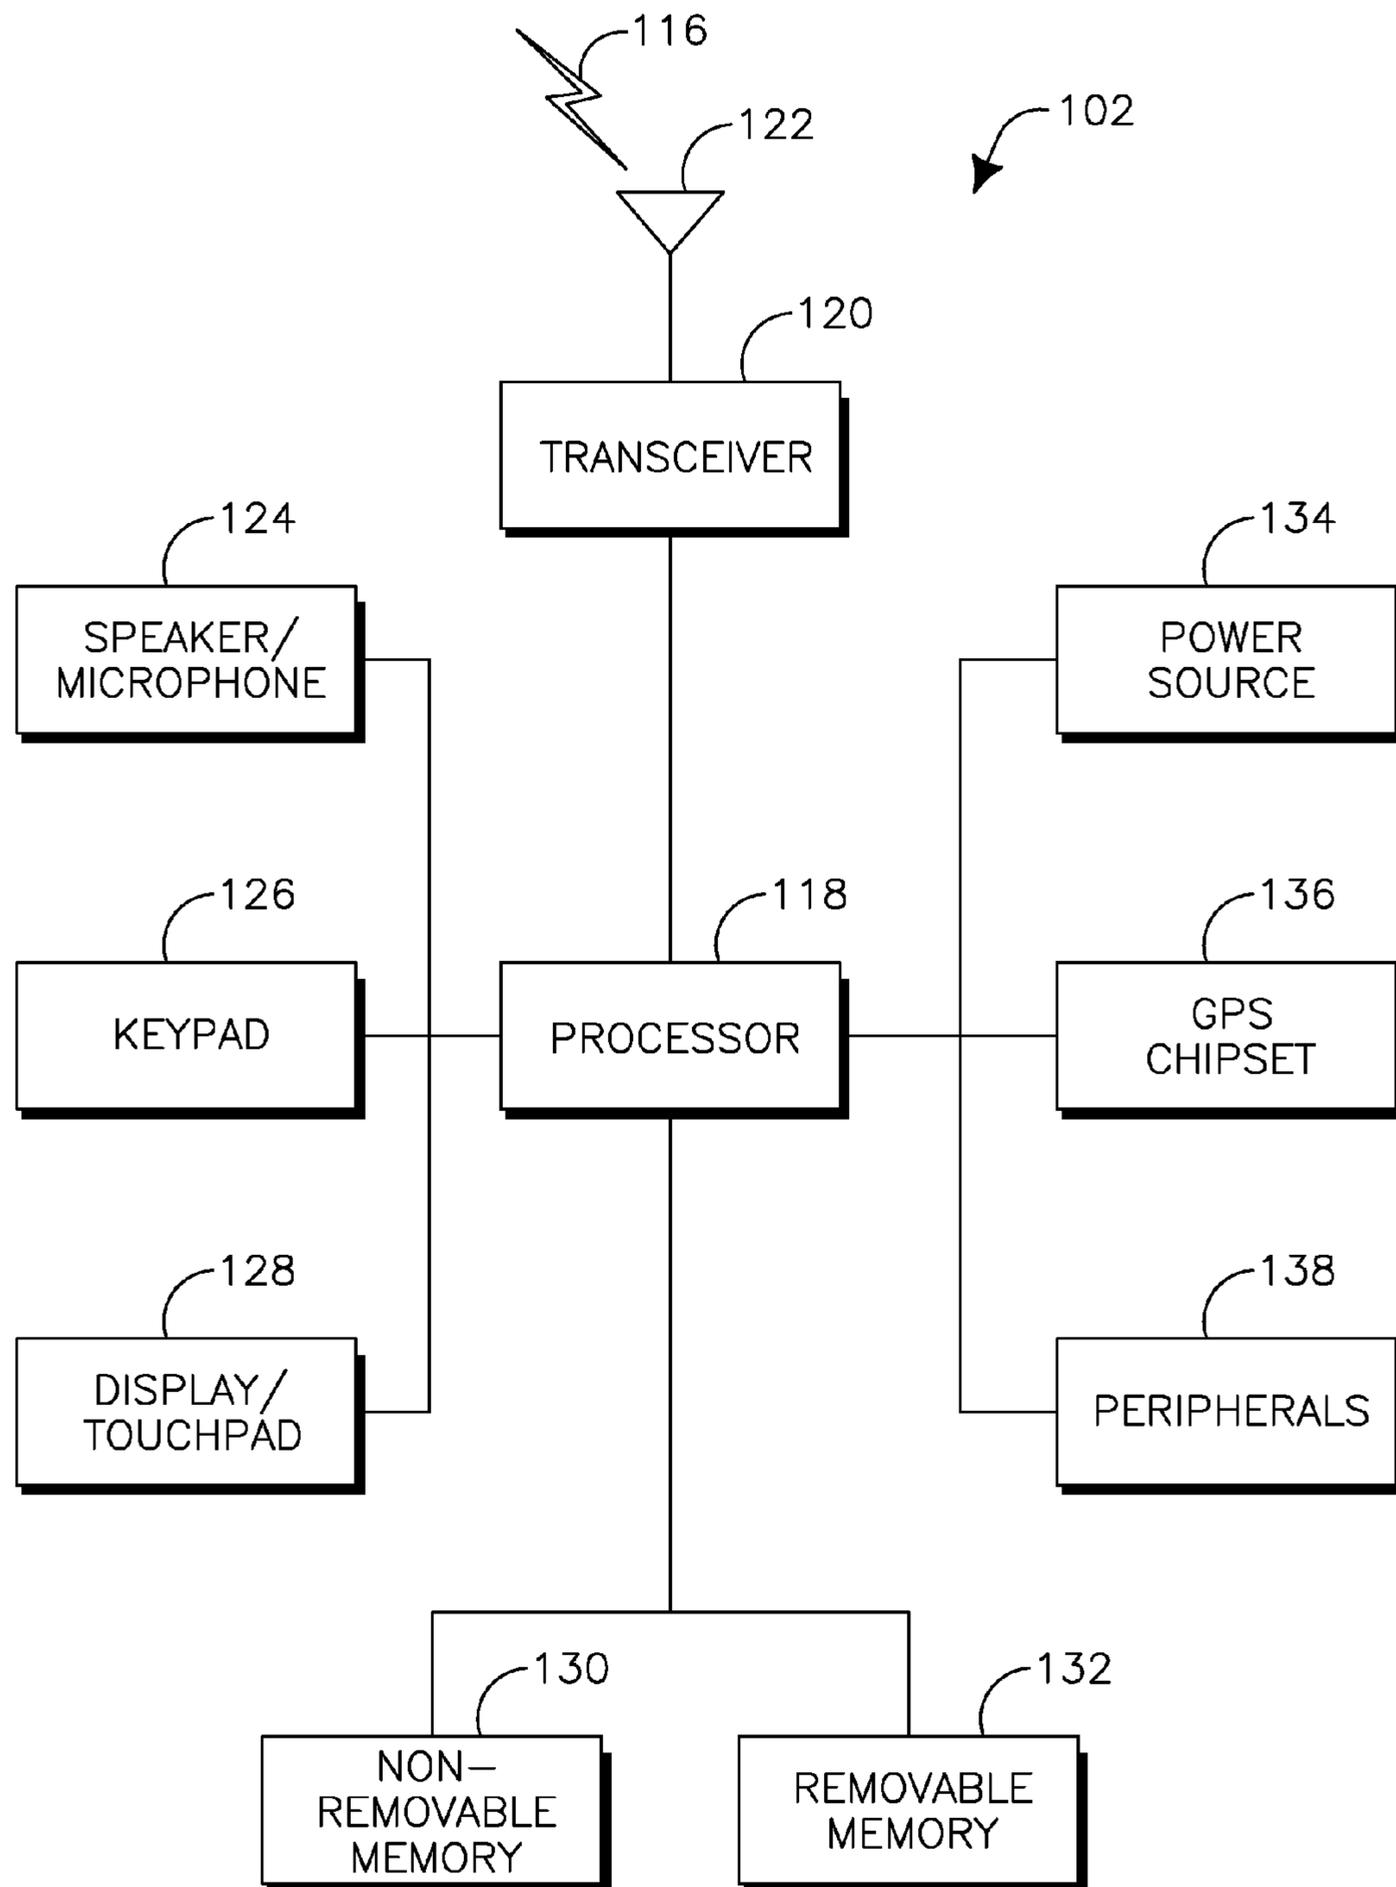 116
122
102
120
TRANSCEIVER
124
134
SPEAKER/
MICROPHONE
POWER
SOURCE
126
118
136
KEYPAD
PROCESSOR
GPS
CHIPSET
128
138
DISPLAY/
TOUCHPAD
PERIPHERALS
130
132
NON-
REMOVABLE
MEMORY
REMOVABLE
MEMORY